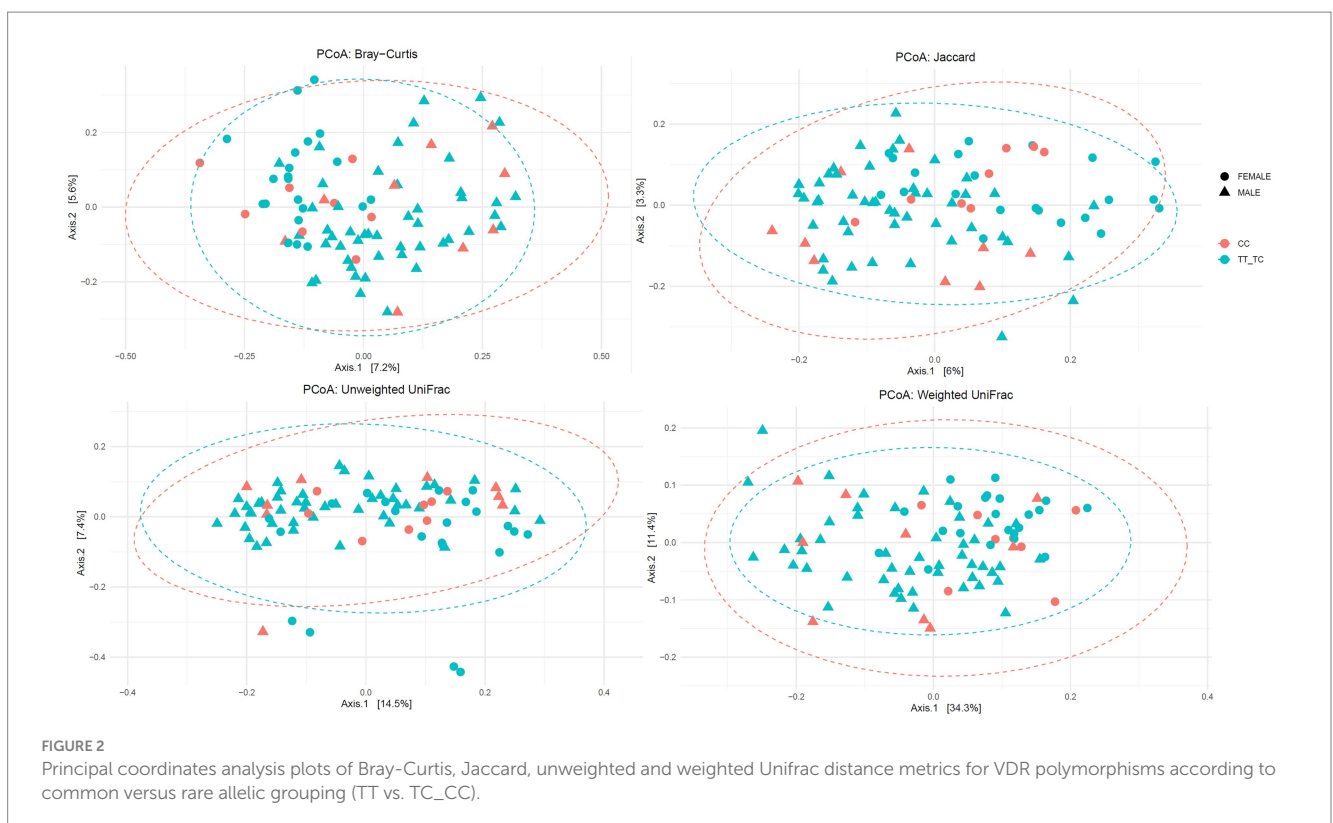 PCoA: Bray−Curtis
0.2
0.0
−0.2
Axis.2 [5.6%]
−0.50
−0.25
0.00
0.25
0.50
Axis.1 [7.2%]
PCoA: Jaccard
0.2
0.0
−0.2
Axis.2 [3.3%]
−0.2
0.0
0.2
Axis.1 [6%]
FEMALE
MALE
CC
TT_TC
PCoA: Unweighted UniFrac
0.2
0.0
−0.2
−0.4
Axis.2 [7.4%]
−0.4
−0.2
0.0
0.2
0.4
Axis.1 [14.5%]
PCoA: Weighted UniFrac
0.2
0.1
0.0
−0.1
−0.2
Axis.2 [11.4%]
−0.2
0.0
0.2
0.4
Axis.1 [34.3%]
FIGURE 2
Principal coordinates analysis plots of Bray-Curtis, Jaccard, unweighted and weighted Unifrac distance metrics for VDR polymorphisms according to
common versus rare allelic grouping (TT vs. TC_CC).